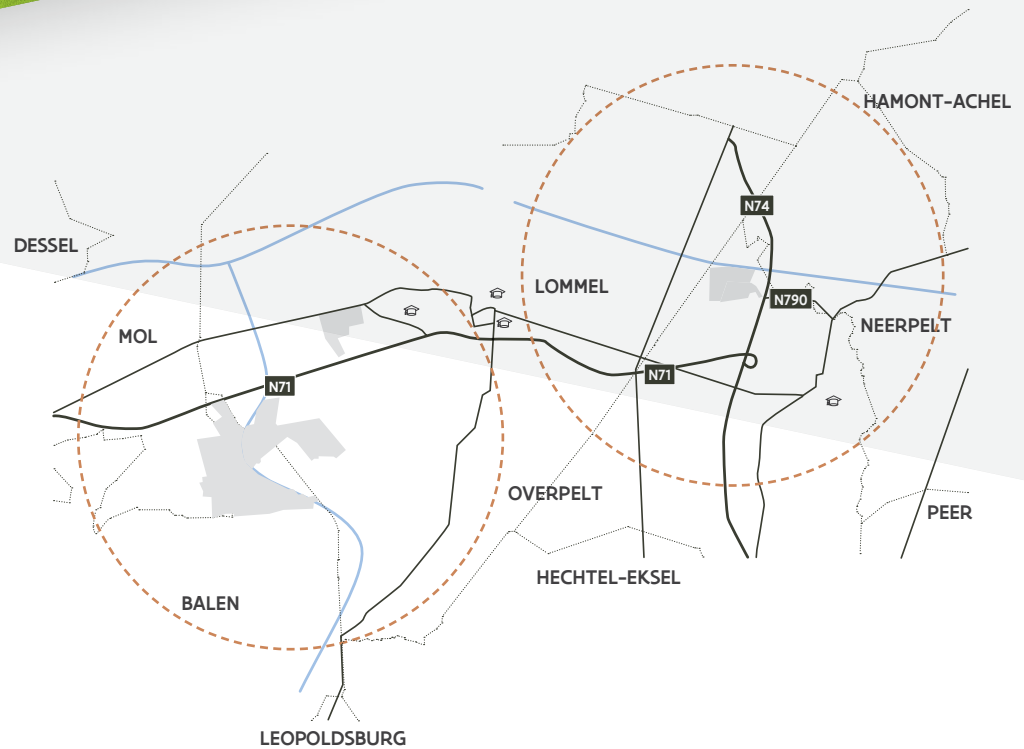 HAMONT-ACHEL
N74
DESSEL
LOMMEL
N790
NEERPELT
MOL
N71
N71
OVERPELT
PEER
HECHTEL-EKSEL
BALEN
LEOPOLDSBURG